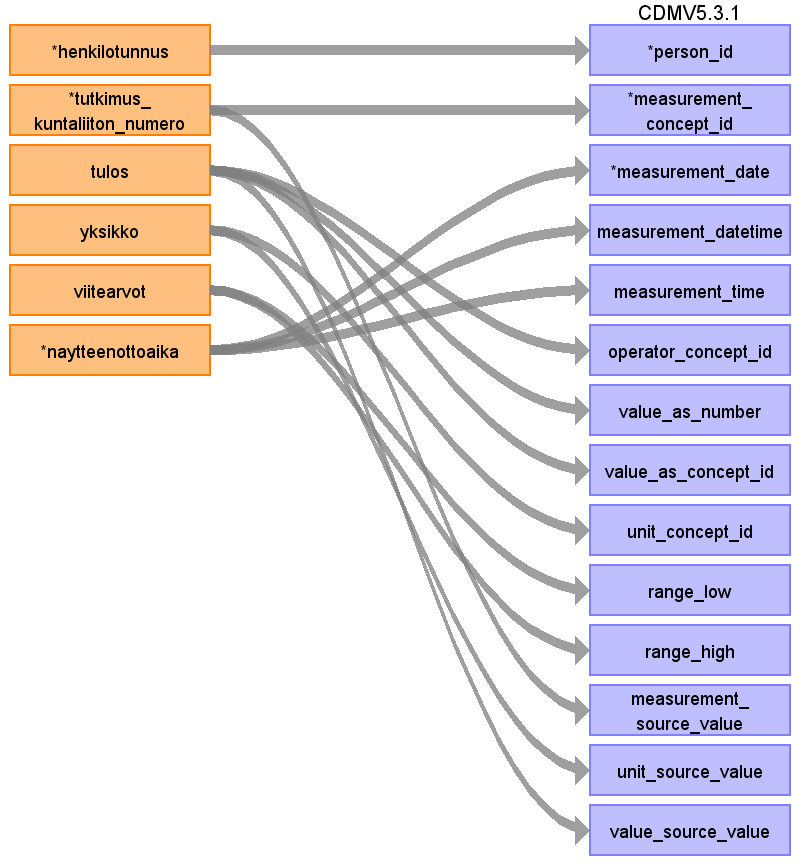 CDMV5.3.1
*henkilotunnus
*tutkimus_
kuntaliiton_numero
tulos
yksikko
viitearvot
*naytteenottoaika
*person_id
*measurement_
concept_id
*measurement_date
measurement_datetime
measurement_time
operator_concept_id
value_as_number
value_as_concept_id
unit_concept_id
range_low
range_high
measurement_
source_value
unit_source_value
value_source_value